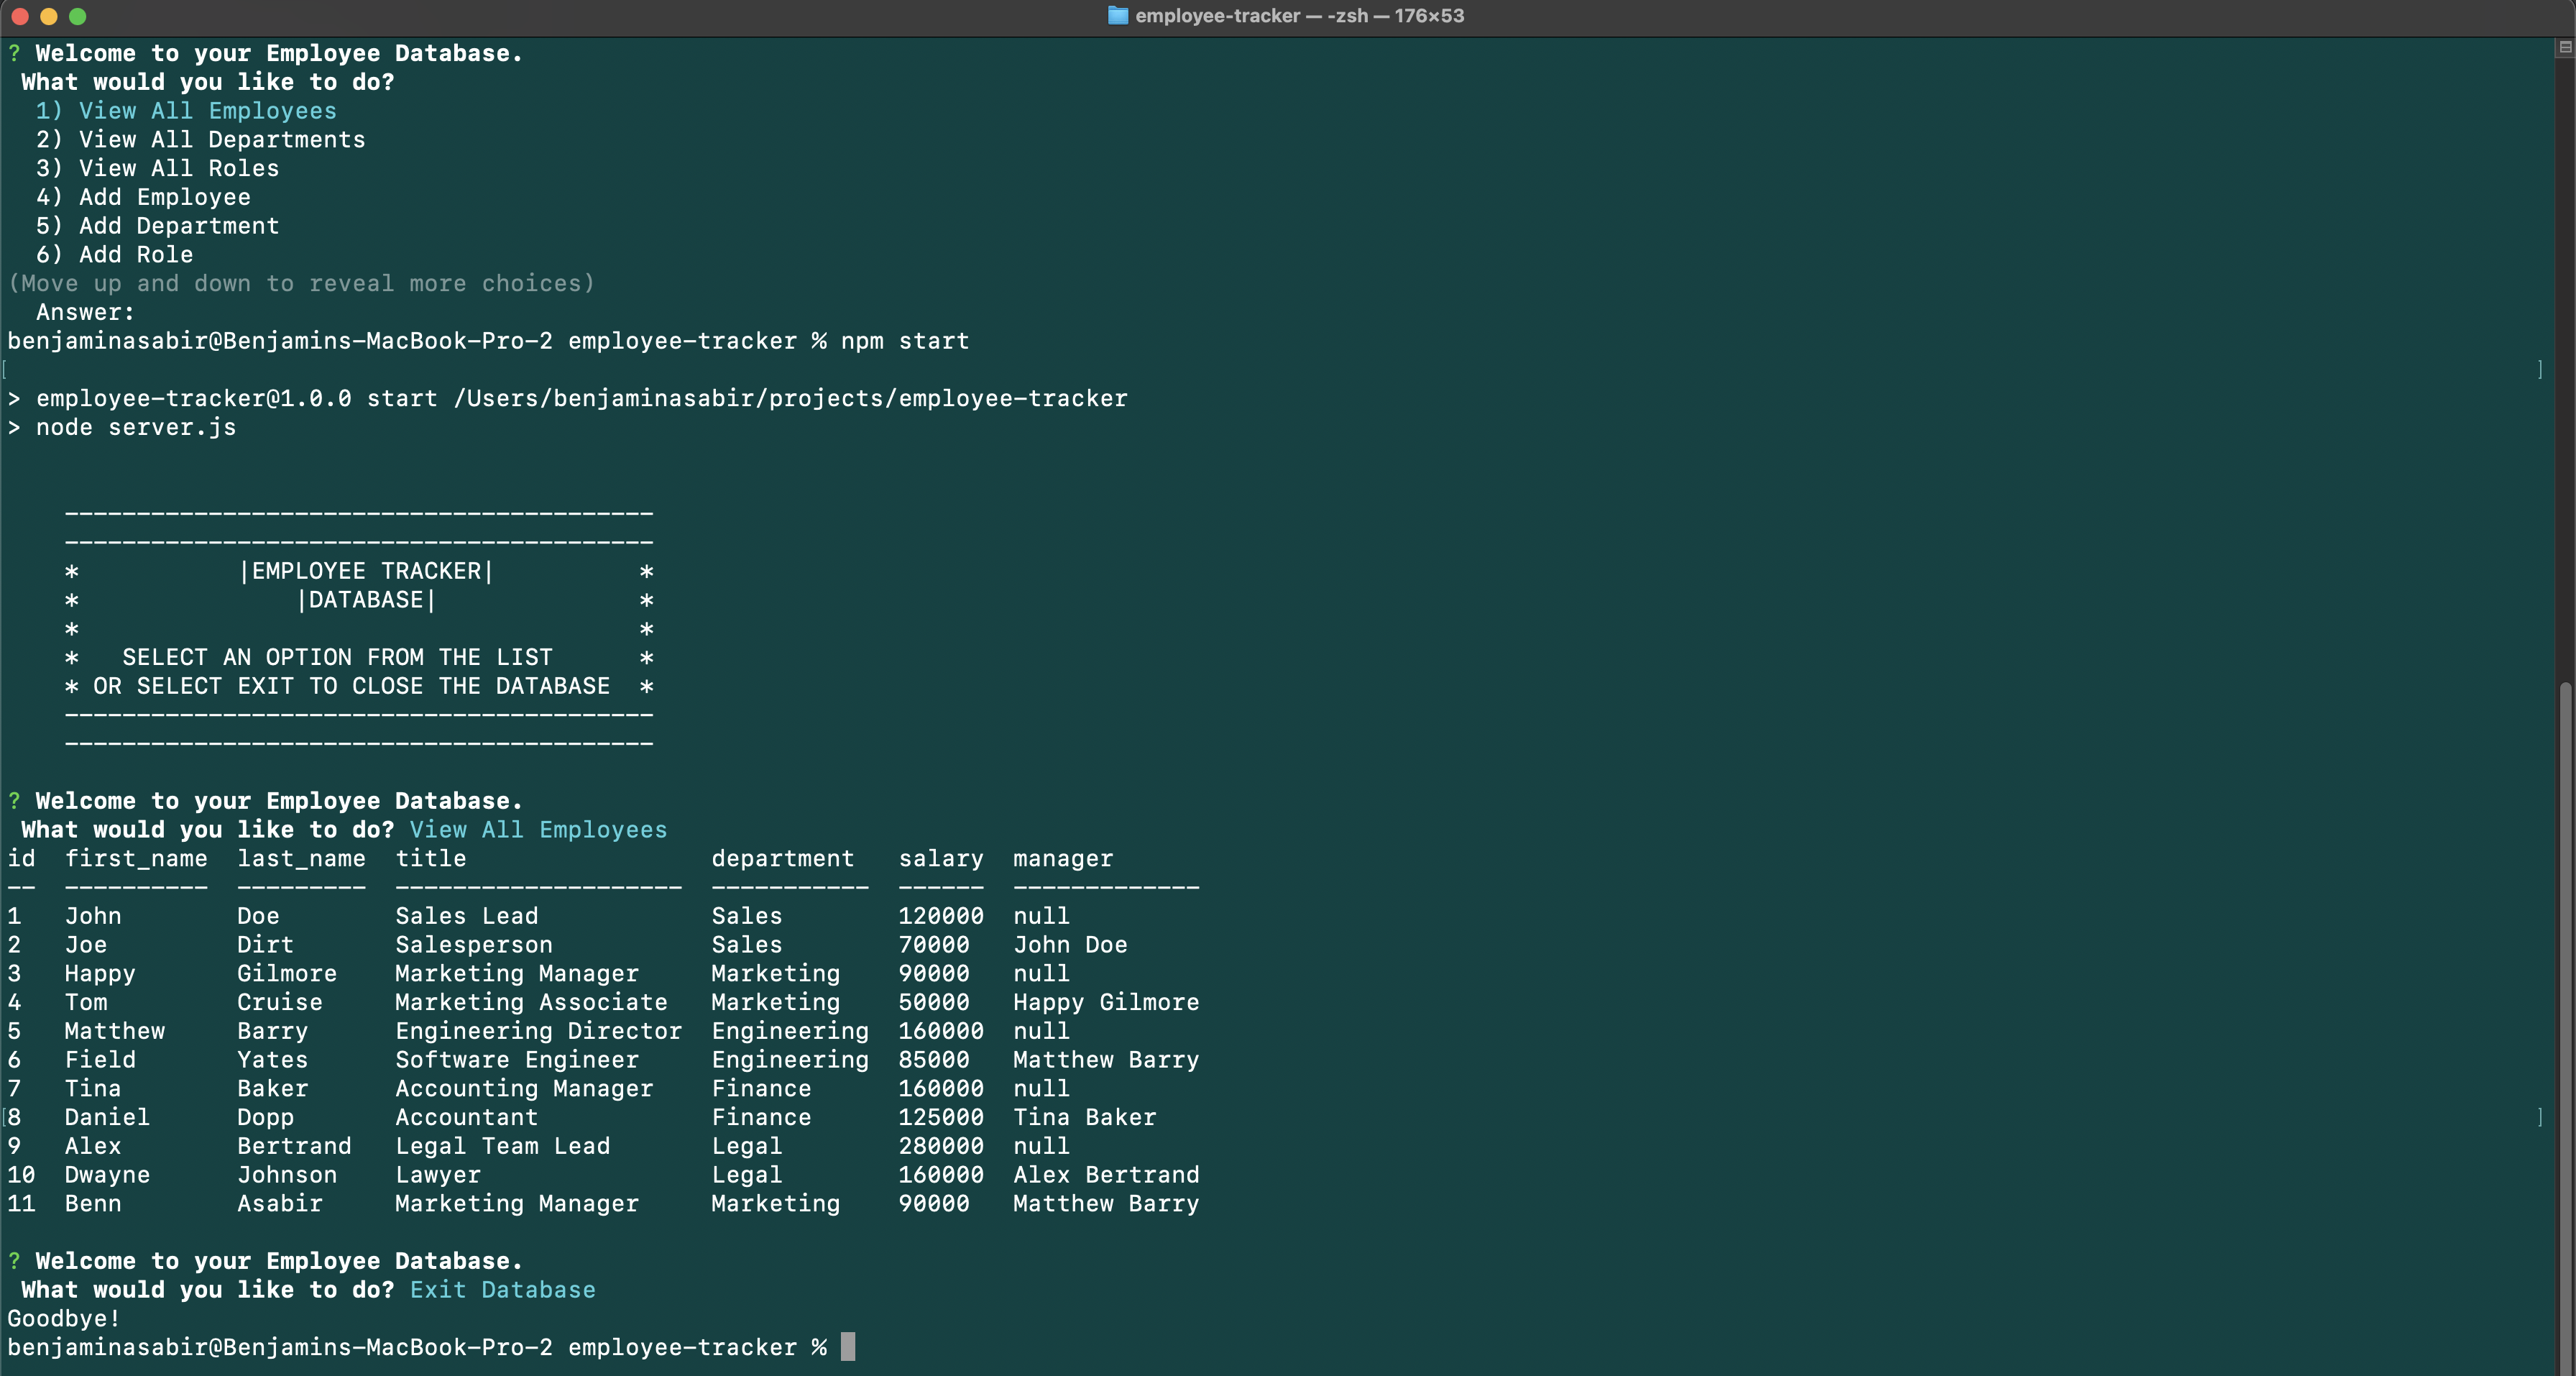 employee-tracker — -zsh — 176×53
? Welcome to your Employee Database.
 What would you like to do?
  1) View All Employees
  2) View All Departments
  3) View All Roles
  4) Add Employee
  5) Add Department
  6) Add Role
(Move up and down to reveal more choices)
  Answer:
benjaminasabir@Benjamins-MacBook-Pro-2 employee-tracker % npm start
[ ]
> employee-tracker@1.0.0 start /Users/benjaminasabir/projects/employee-tracker
> node server.js
    -----------------------------------------
    -----------------------------------------
    *           |EMPLOYEE TRACKER|          *
    *               |DATABASE|              *
    *                                       *
    *   SELECT AN OPTION FROM THE LIST      *
    * OR SELECT EXIT TO CLOSE THE DATABASE  *
    -----------------------------------------
    -----------------------------------------
? Welcome to your Employee Database.
 What would you like to do? View All Employees
id  first_name  last_name  title                 department   salary  manager
--  ----------  ---------  --------------------  -----------  ------  -------------
1   John        Doe        Sales Lead            Sales        120000  null
2   Joe         Dirt       Salesperson           Sales        70000   John Doe
3   Happy       Gilmore    Marketing Manager     Marketing    90000   null
4   Tom         Cruise     Marketing Associate   Marketing    50000   Happy Gilmore
5   Matthew     Barry      Engineering Director  Engineering  160000  null
6   Field       Yates      Software Engineer     Engineering  85000   Matthew Barry
7   Tina        Baker      Accounting Manager    Finance      160000  null
[8   Daniel      Dopp       Accountant            Finance      125000  Tina Baker ]
9   Alex        Bertrand   Legal Team Lead       Legal        280000  null
10  Dwayne      Johnson    Lawyer                Legal        160000  Alex Bertrand
11  Benn        Asabir     Marketing Manager     Marketing    90000   Matthew Barry
? Welcome to your Employee Database.
 What would you like to do? Exit Database
Goodbye!
benjaminasabir@Benjamins-MacBook-Pro-2 employee-tracker %